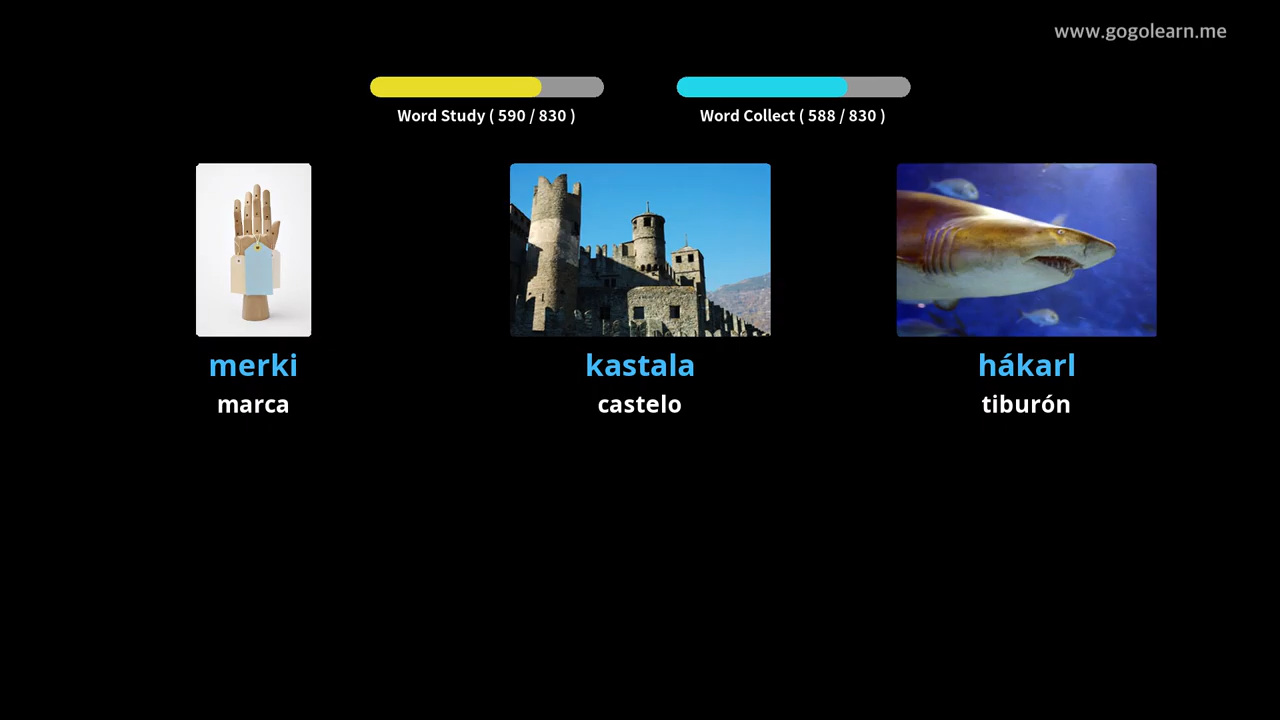 www.gogolearn.me
Word Study ( 590 / 830 )
Word Collect ( 588 / 830 )
merki
marca
kastala
castelo
hákarl
tiburón